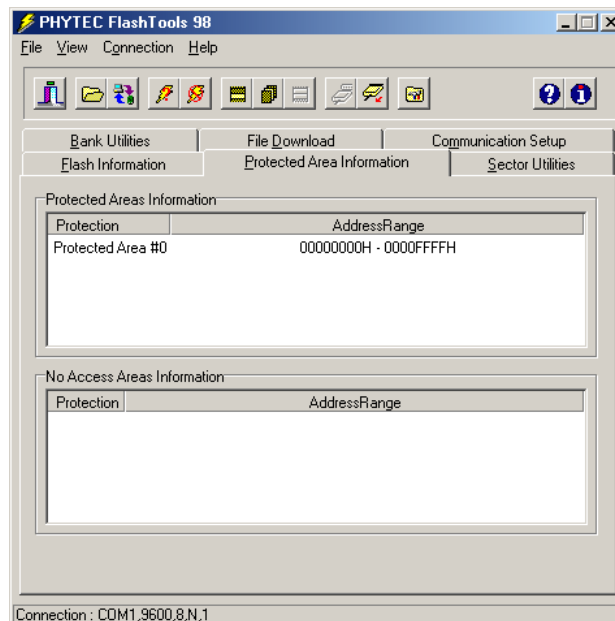 PHYTEC FlashTools 98
File View Connection Help
Bank Utilities File Download Communication Setup
Flash Information Protected Area Information Sector Utilities
Protected Areas Information
Protection AddressRange
Protected Area #0 00000000H - 0000FFFFH
No Access Areas Information
Protection AddressRange
Connection : COM1,9600,8,N,1